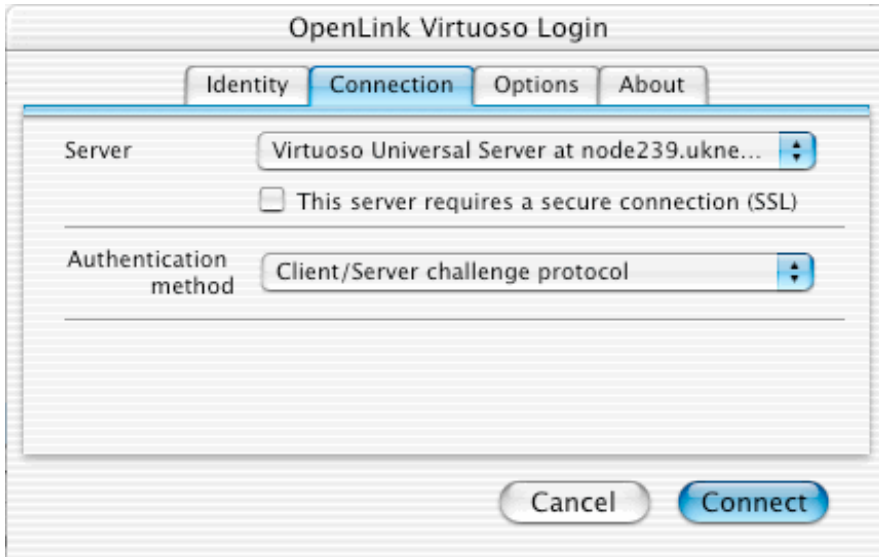 OpenLink Virtuoso Login
Identity Connection Options About
Server Virtuoso Universal Server at node239.ukne...
This server requires a secure connection (SSL)
Authentication
method Client/Server challenge protocol
Cancel Connect